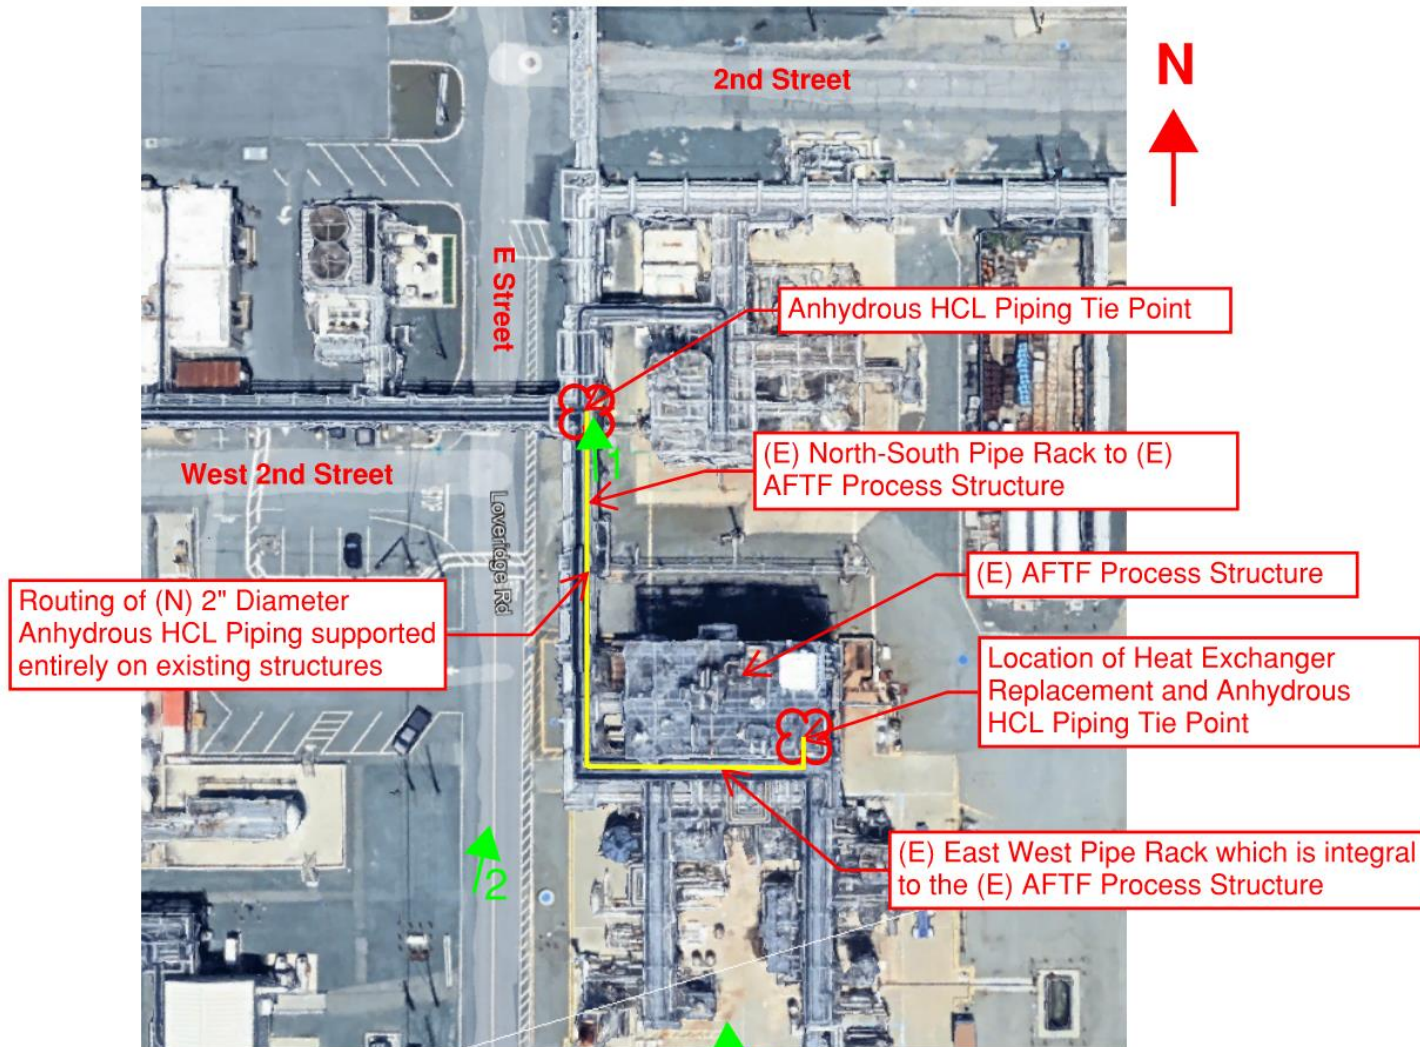 N
2nd Street
E Street
Anhydrous HCL Piping Tie Point
(E) North-South Pipe Rack to (E)
AFTF Process Structure
1
West 2nd Street
Loveridge Rd
(E) AFTF Process Structure
Routing of (N) 2" Diameter
Anhydrous HCL Piping supported
entirely on existing structures
Location of Heat Exchanger
Replacement and Anhydrous
HCL Piping Tie Point
(E) East West Pipe Rack which is integral
to the (E) AFTF Process Structure
2